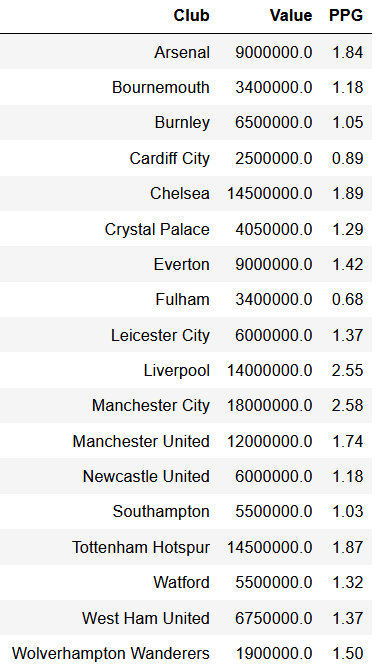 Club Value PPG
Arsenal 9000000.0 1.84
Bournemouth 3400000.0 1.18
Burnley 6500000.0 1.05
Cardiff City 2500000.0 0.89
Chelsea 14500000.0 1.89
Crystal Palace 4050000.0 1.29
Everton 9000000.0 1.42
Fulham 3400000.0 0.68
Leicester City 6000000.0 1.37
Liverpool 14000000.0 2.55
Manchester City 18000000.0 2.58
Manchester United 12000000.0 1.74
Newcastle United 6000000.0 1.18
Southampton 5500000.0 1.03
Tottenham Hotspur 14500000.0 1.87
Watford 5500000.0 1.32
West Ham United 6750000.0 1.37
Wolverhampton Wanderers 1900000.0 1.50